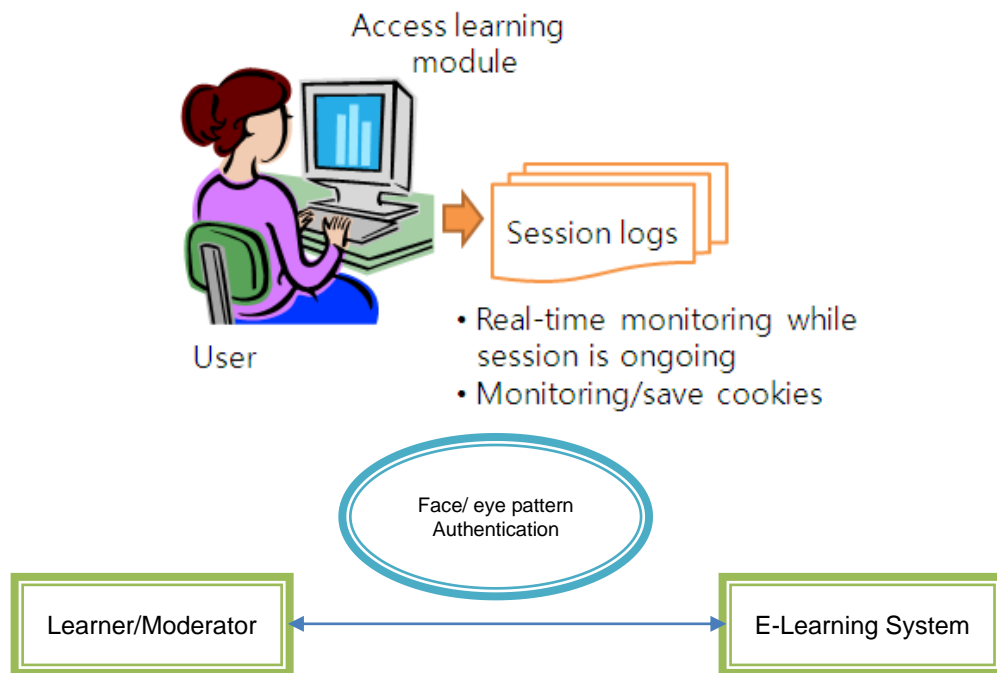 Access learning
module
Session logs
User
• Real-time monitoring while
session is ongoing
• Monitoring/save cookies
Face/ eye pattern
Authentication
Learner/Moderator
E-Learning System